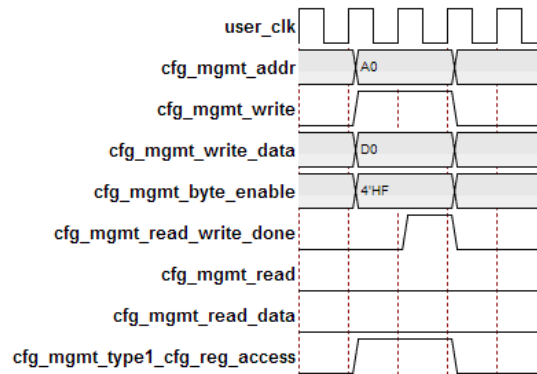 user_clk
cfg_mgmt_addr A0
cfg_mgmt_write
cfg_mgmt_write_data D0
cfg_mgmt_byte_enable 4'HF
cfg_mgmt_read_write_done
cfg_mgmt_read
cfg_mgmt_read_data
cfg_mgmt_type1_cfg_reg_access